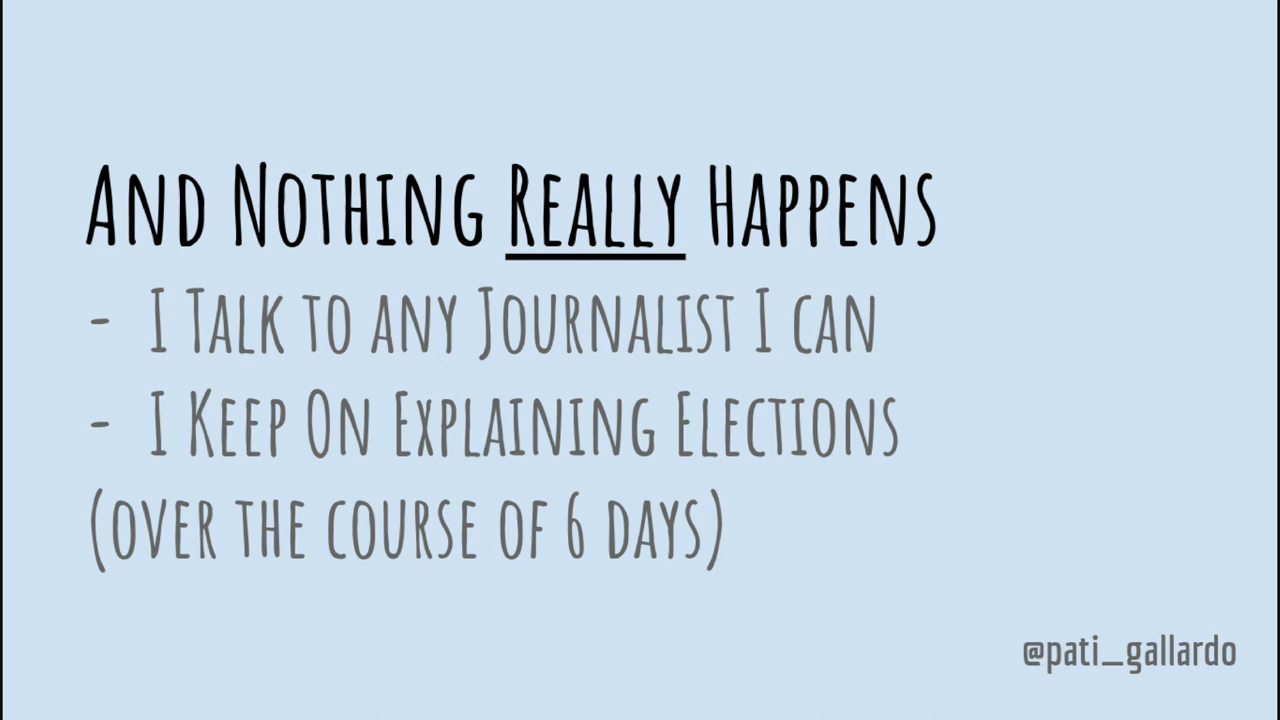 And Nothing Really Happens
- I Talk to any Journalist I can
- I Keep On Explaining Elections
(over the course of 6 days)
@pati_gallardo